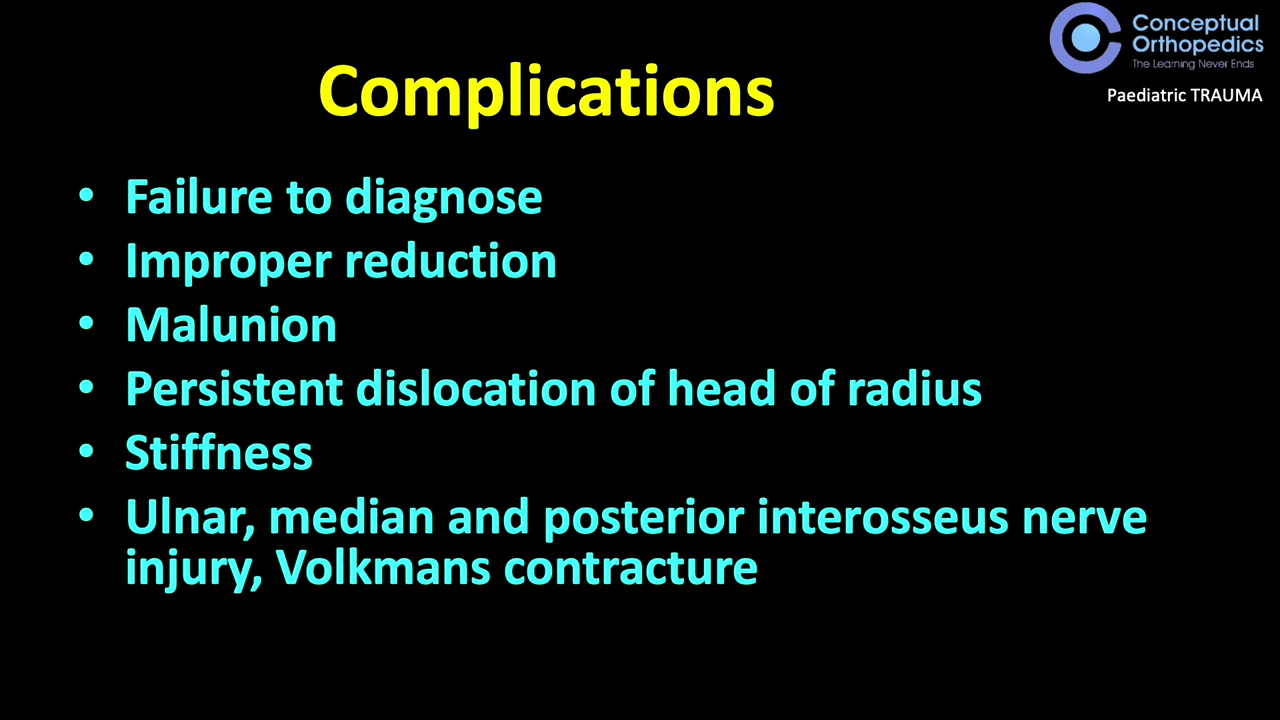 Conceptual
Orthopedics
The Learning Never Ends
Paediatric TRAUMA
Complications
• Failure to diagnose
• Improper reduction
• Malunion
• Persistent dislocation of head of radius
• Stiffness
• Ulnar, median and posterior interosseus nerve
injury, Volkmans contracture